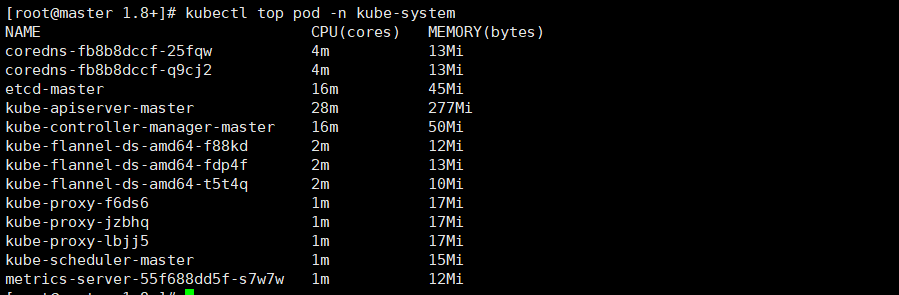 [root@master 1.8+]# kubectl top pod -n kube-system
NAME CPU(cores) MEMORY(bytes)
coredns-fb8b8dccf-25fqw 4m 13Mi
coredns-fb8b8dccf-q9cj2 4m 13Mi
etcd-master 16m 45Mi
kube-apiserver-master 28m 277Mi
kube-controller-manager-master 16m 50Mi
kube-flannel-ds-amd64-f88kd 2m 12Mi
kube-flannel-ds-amd64-fdp4f 2m 13Mi
kube-flannel-ds-amd64-t5t4q 2m 10Mi
kube-proxy-f6ds6 1m 17Mi
kube-proxy-jzbhq 1m 17Mi
kube-proxy-lbjj5 1m 17Mi
kube-scheduler-master 1m 15Mi
metrics-server-55f688dd5f-s7w7w 1m 12Mi
[root@master 1.8+]#